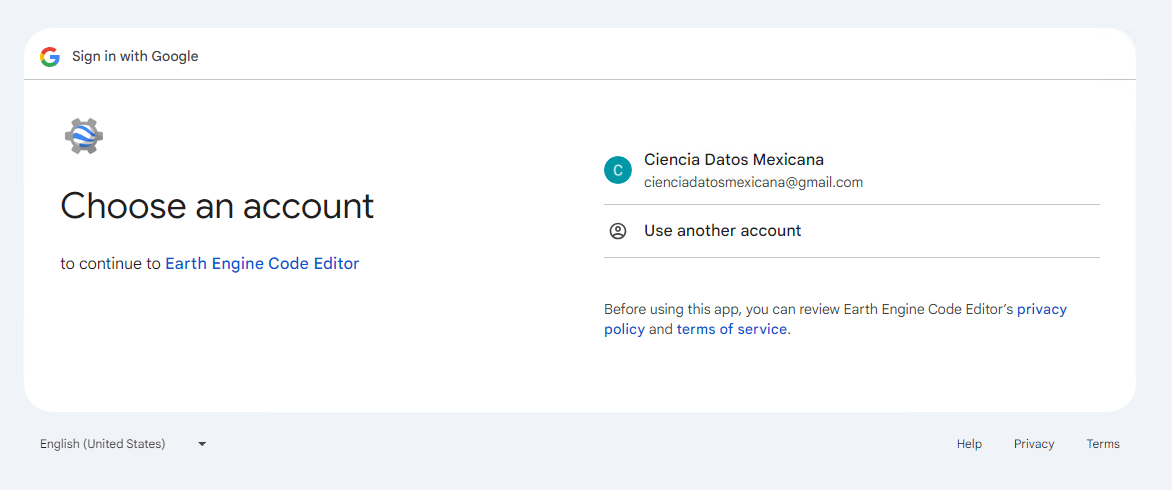 Sign in with Google
Choose an account
to continue to Earth Engine Code Editor
C
Ciencia Datos Mexicana
cienciadatosmexicana@gmail.com
Use another account
Before using this app, you can review Earth Engine Code Editor’s privacy
policy and terms of service.
English (United States)
Help Privacy Terms